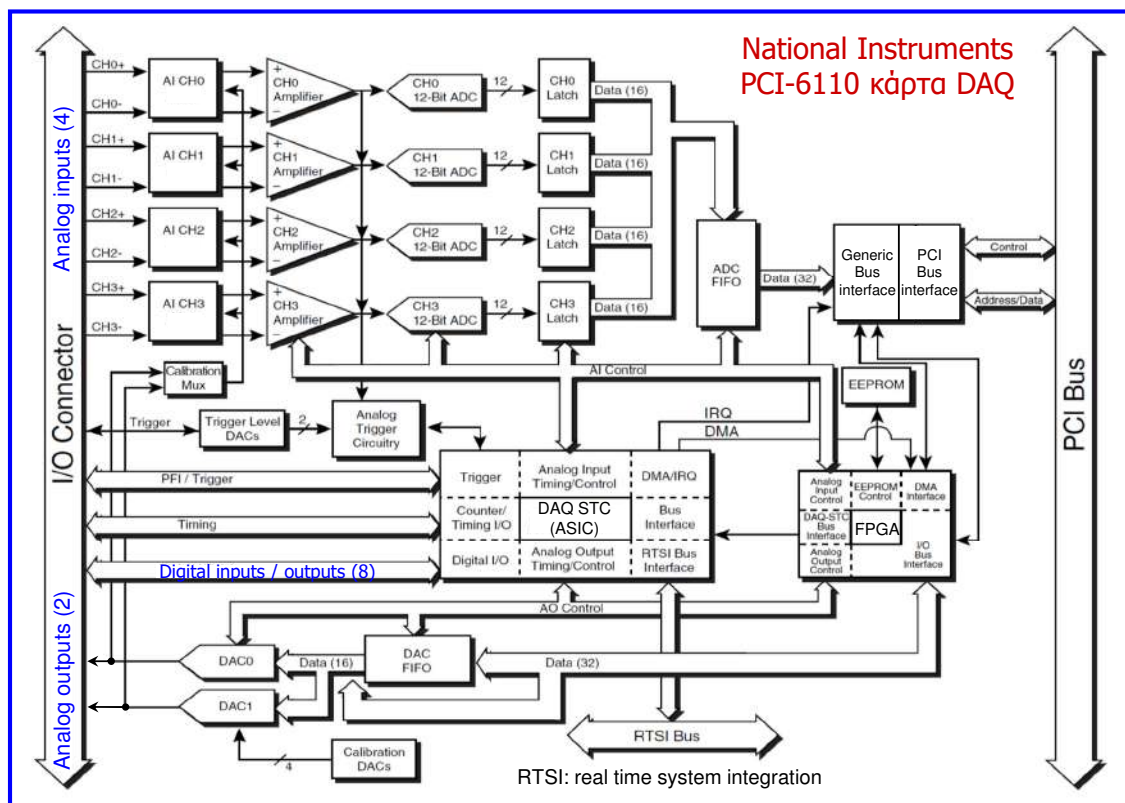 National Instruments
PCI-6110 κάρτα DAQ
I/O Connector
Analog inputs (4)
Analog outputs (2)
CH0+
CH0-
CH1+
CH1-
CH2+
CH2-
CH3+
CH3-
AI CH0
AI CH1
AI CH2
AI CH3
+
CH0
Amplifier
−
+
CH1
Amplifier
−
+
CH2
Amplifier
−
+
CH3
Amplifier
−
CH0
12-Bit ADC
CH1
12-Bit ADC
CH2
12-Bit ADC
CH3
12-Bit ADC
12
12
12
12
CH0
Latch
CH1
Latch
CH2
Latch
CH3
Latch
Data (16)
Data (16)
Data (16)
Data (16)
ADC
FIFO
Data (32)
Generic
Bus
interface
PCI
Bus
interface
Control
Address/Data
PCI Bus
AI Control
Calibration
Mux
EEPROM
Trigger
Trigger Level
DACs
2
Analog
Trigger
Circuitry
IRQ
DMA
PFI / Trigger
Timing
Digital inputs / outputs (8)
Trigger
Analog Input
Timing/Control
DMA/IRQ
Counter/
Timing I/O
DAQ STC
(ASIC)
Bus
Interface
Digital I/O
Analog Output
Timing/Control
RTSI Bus
Interface
Analog
Input
Control
EEPROM
Control
DMA
Interface
DAQ-STC
Bus
Interface
FPGA
Analog
Output
Control
I/O
Bus
Interface
AO Control
DAC0
DAC1
Data (16)
DAC
FIFO
Data (32)
4
Calibration
DACs
RTSI Bus
RTSI: real time system integration